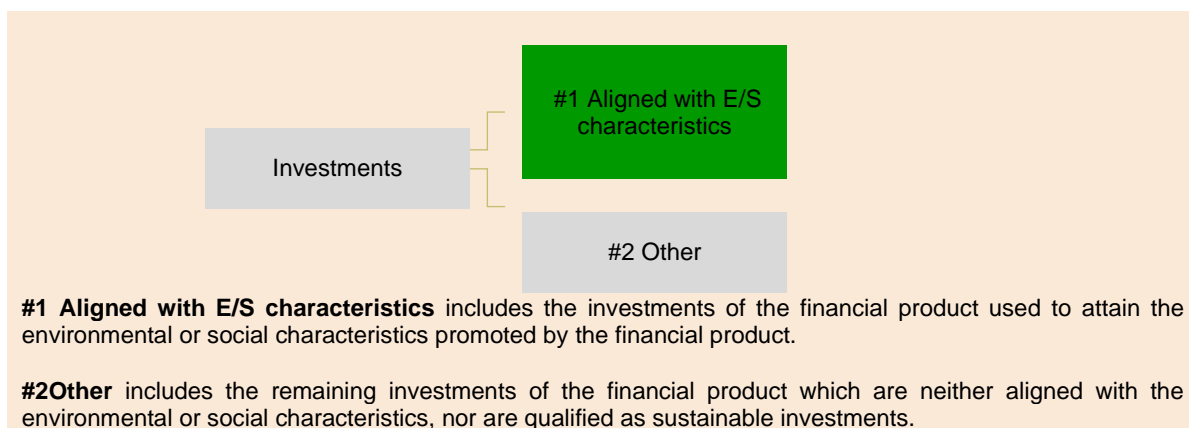 #1 Aligned with E/S
characteristics
Investments
#2 Other
#1 Aligned with E/S characteristics includes the investments of the financial product used to attain the
environmental or social characteristics promoted by the financial product.
#2Other includes the remaining investments of the financial product which are neither aligned with the
environmental or social characteristics, nor are qualified as sustainable investments.